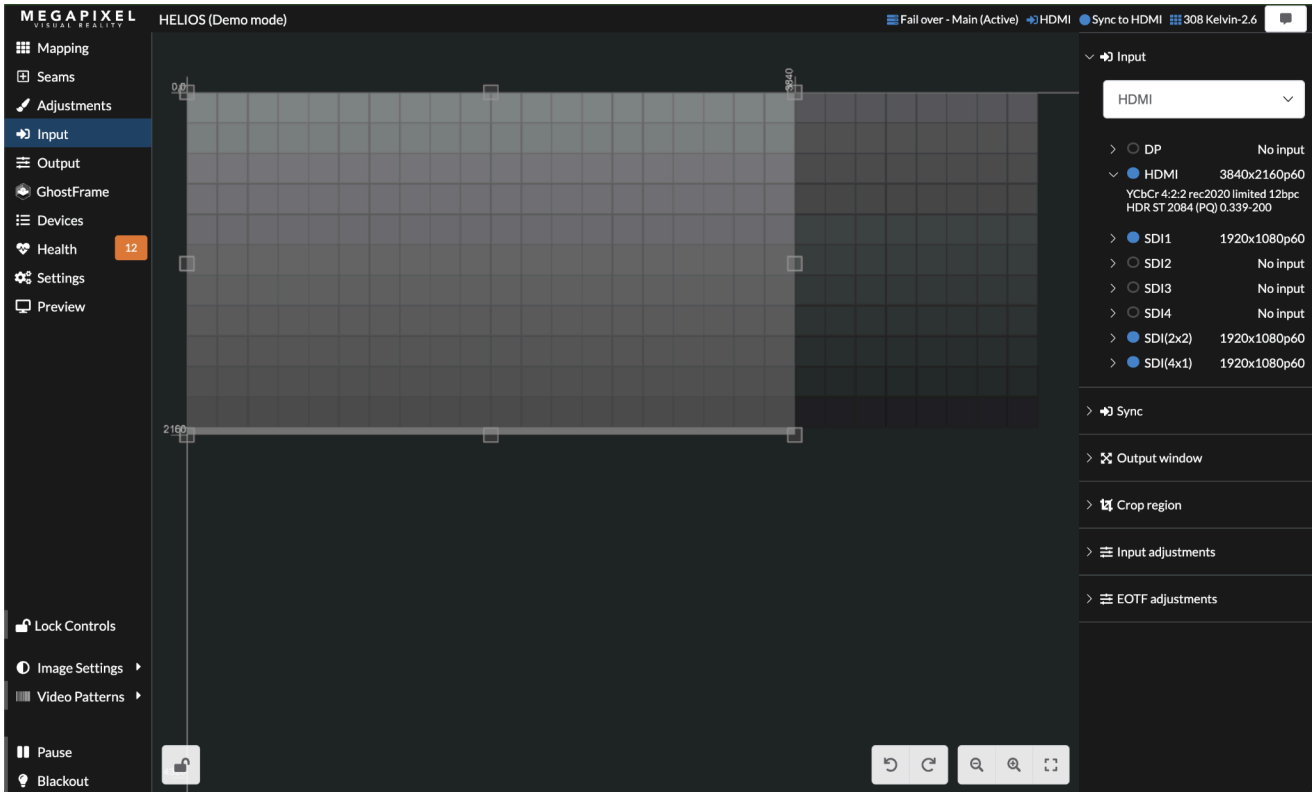 MEGAPIXEL
VISUAL REALITY
HELIOS (Demo mode)
Fail over - Main (Active) HDMI Sync to HDMI 308 Kelvin-2.6
Mapping
Seams
Adjustments
Input
Output
GhostFrame
Devices
Health 12
Settings
Preview
Lock Controls
Image Settings
Video Patterns
Pause
Blackout
0,0
3840
2160
Input
HDMI
DP No input
HDMI 3840x2160p60
YCbCr 4:2:2 rec2020 limited 12bpc
HDR ST 2084 (PQ) 0.339-200
SDI1 1920x1080p60
SDI2 No input
SDI3 No input
SDI4 No input
SDI(2x2) 1920x1080p60
SDI(4x1) 1920x1080p60
Sync
Output window
Crop region
Input adjustments
EOTF adjustments